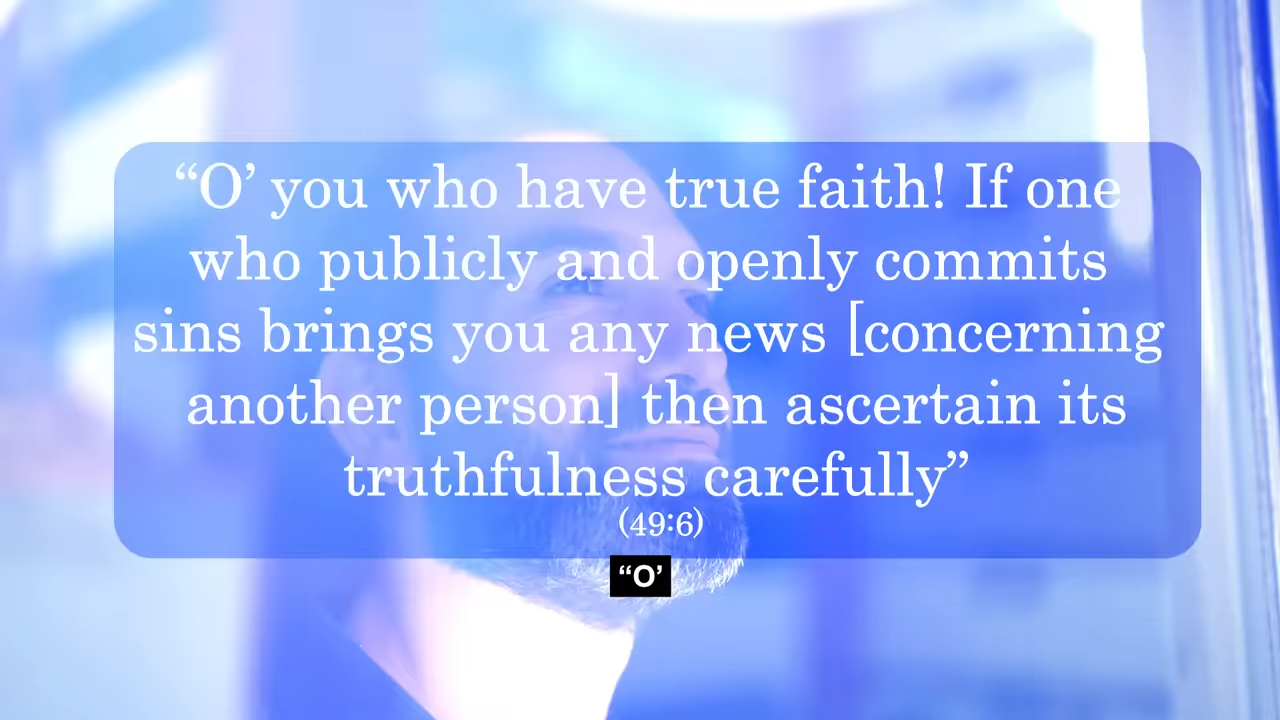 “O’ you who have true faith! If one
who publicly and openly commits
sins brings you any news [concerning
another person] then ascertain its
truthfulness carefully”
(49:6)
“O’